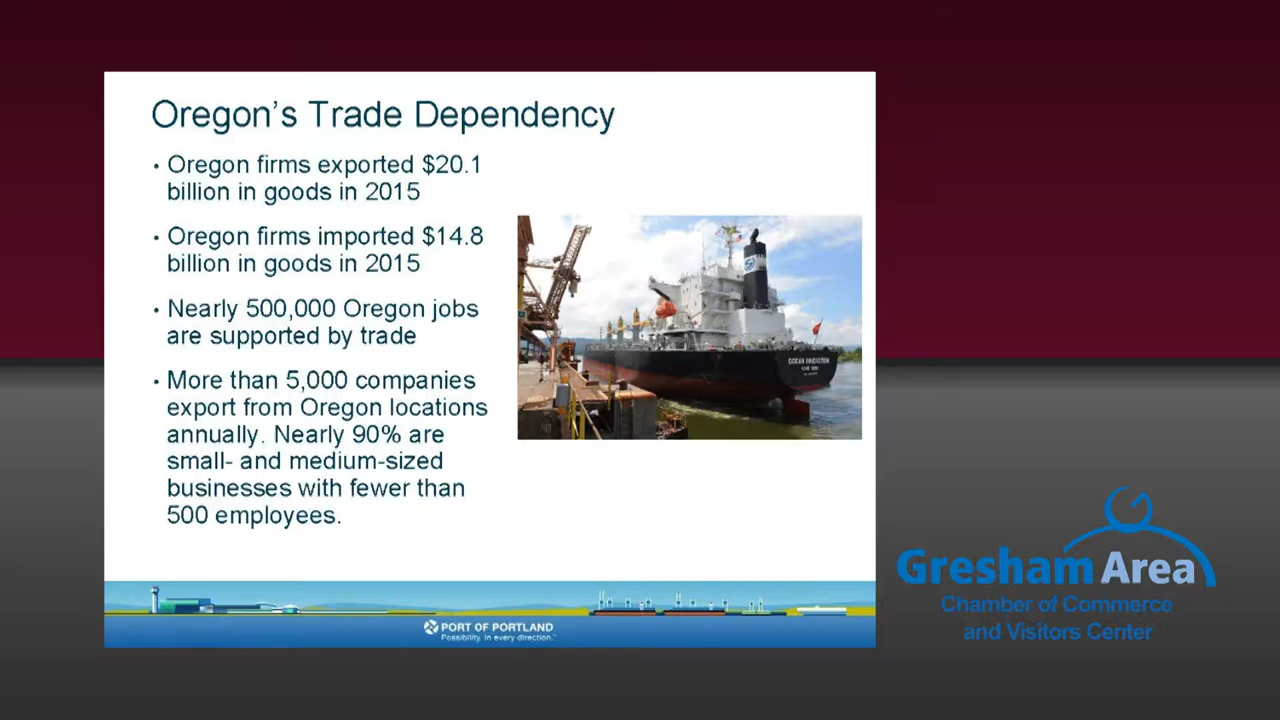 Oregon's Trade Dependency
• Oregon firms exported $20.1
billion in goods in 2015
• Oregon firms imported $14.8
billion in goods in 2015
• Nearly 500,000 Oregon jobs
are supported by trade
• More than 5,000 companies
export from Oregon locations
annually. Nearly 90% are
small- and medium-sized
businesses with fewer than
500 employees.
OCEAN
PORT OF PORTLAND
Possibility. In every direction.™
Gresham Area
Chamber of Commerce
and Visitors Center